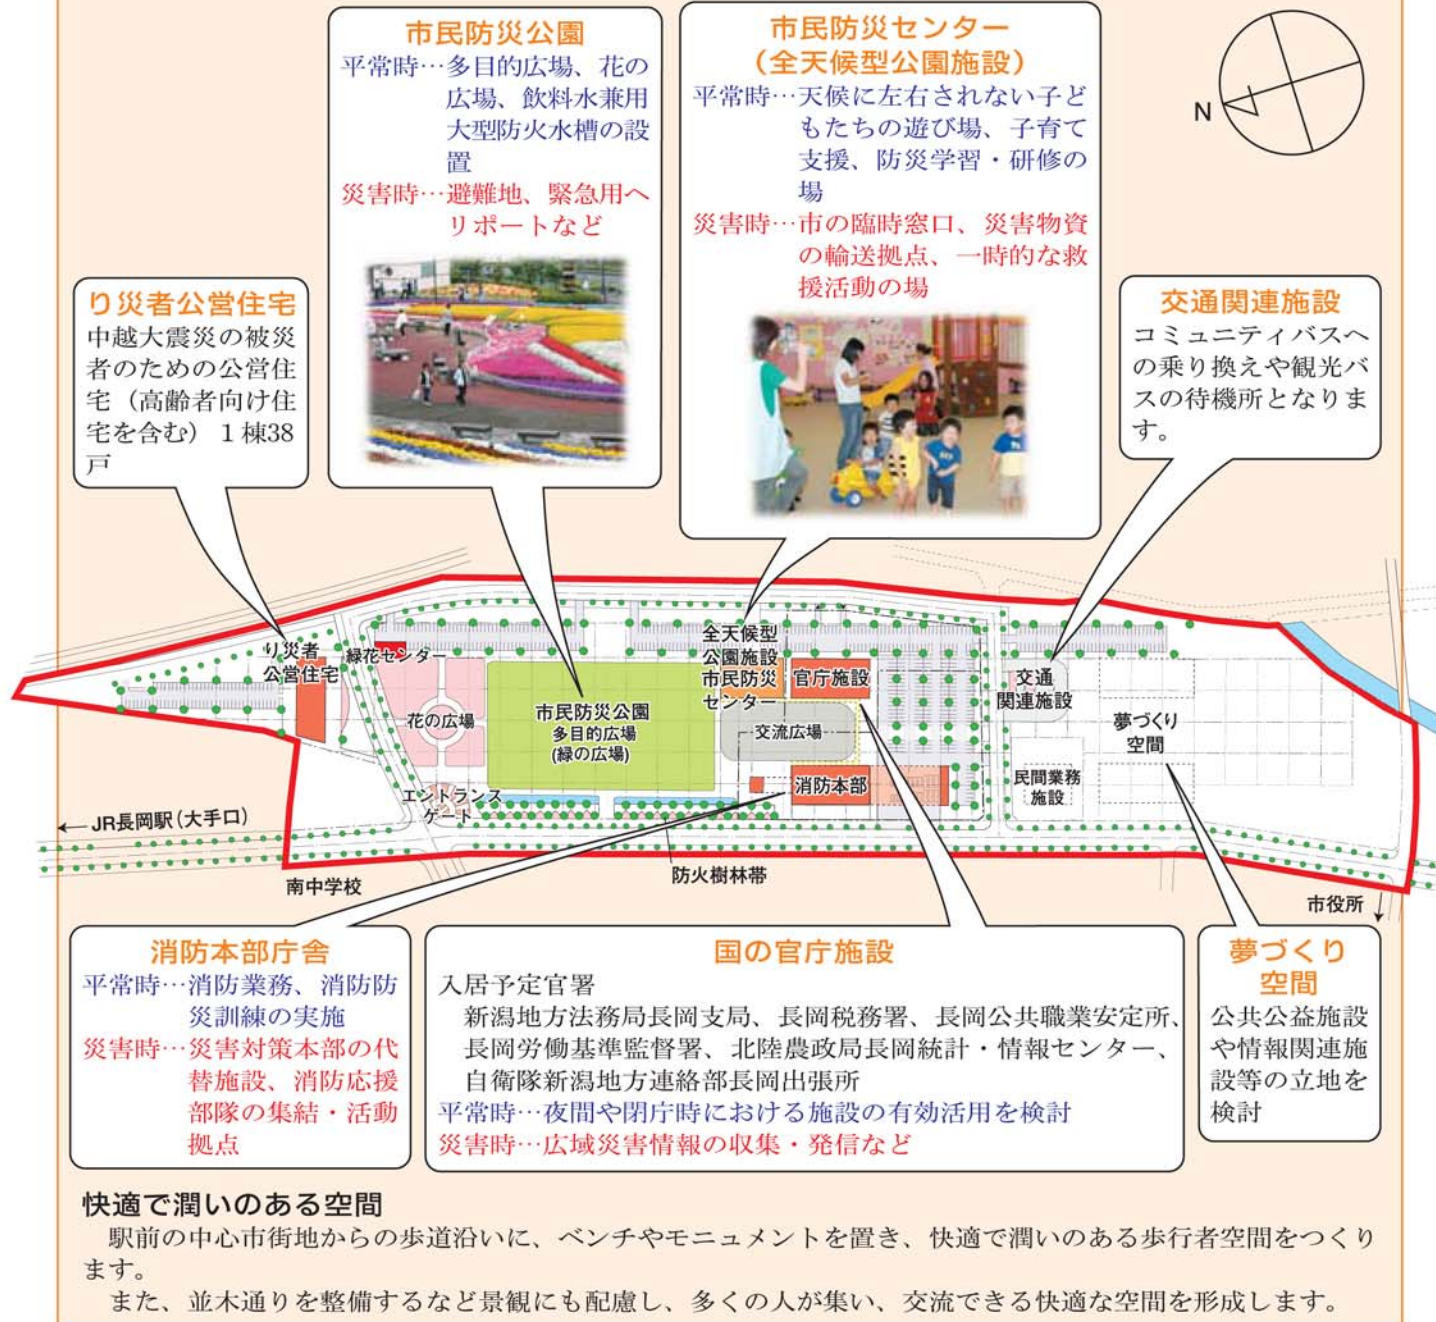 市民防災公園
平常時…多目的広場、花の
広場、飲料水兼用
大型防火水槽の設
置
災害時…避難地、緊急用ヘ
リポートなど
市民防災センター
（全天候型公園施設）
平常時…天候に左右されない子ど
もたちの遊び場、子育て
支援、防災学習・研修の
場
災害時…市の臨時窓口、災害物資
の輸送拠点、一時的な救
援活動の場
N
り災者公営住宅
中越大震災の被災
者のための公営住
宅（高齢者向け住
宅を含む）１棟38
戸
交通関連施設
コミュニティバスへ
の乗り換えや観光バ
スの待機所となりま
す。
り災者
公営住宅
緑花センター
花の広場
エントランス
ゲート
市民防災公園
多目的広場
(緑の広場)
全天候型
公園施設
市民防災
センター
官庁施設
交流広場
消防本部
交通
関連施設
民間業務
施設
夢づくり
空間
←JR長岡駅（大手口）
南中学校
防火樹林帯
市役所↓
消防本部庁舎
平常時…消防業務、消防防
災訓練の実施
災害時…災害対策本部の代
替施設、消防応援
部隊の集結・活動
拠点
国の官庁施設
入居予定官署
新潟地方法務局長岡支局、長岡税務署、長岡公共職業安定所、
長岡労働基準監督署、北陸農政局長岡統計・情報センター、
自衛隊新潟地方連絡部長岡出張所
平常時…夜間や閉庁時における施設の有効活用を検討
災害時…広域災害情報の収集・発信など
夢づくり
空間
公共公益施設
や情報関連施
設等の立地を
検討
快適で潤いのある空間
駅前の中心市街地からの歩道沿いに、ベンチやモニュメントを置き、快適で潤いのある歩行者空間をつくり
ます。
また、並木通りを整備するなど景観にも配慮し、多くの人が集い、交流できる快適な空間を形成します。